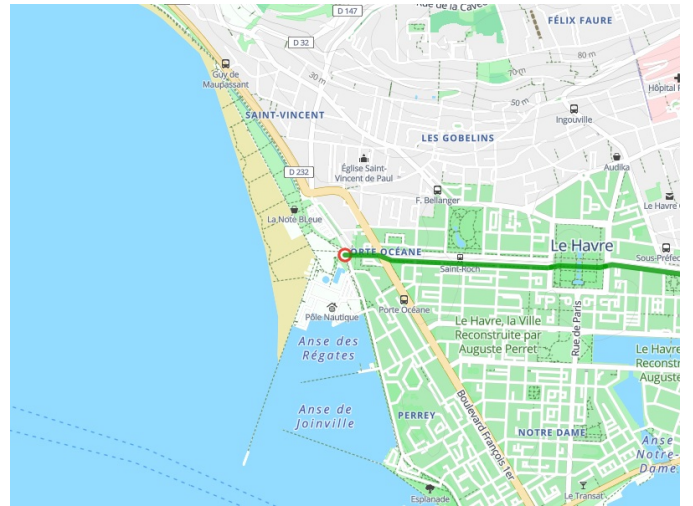 Rue de la Cavée
D 147
FÉLIX FAURE
D 32
80 m
Guy de
Maupassant
70 m
30 m
Hôpital
50 m
SAINT-VINCENT
Ingouville
LES GOBELINS
Église Saint-
Vincent de Paul
Audika
D 232
F. Bellanger
Le Havre
La Note BLeue
PORTE OCÉANE
Le Havre
Sous-Préfec
Saint-Roch
Pôle Nautique
Porte Océane
Le Havre, la Ville
Reconstruite par
Auguste Perret
Rue de Paris
Anse des
Régates
Le Havre
Reconst
Auguste
Boulevard François 1er
Anse de
Joinville
PERREY
NOTRE DAME
Anse
Notre-
Dame
Esplanade
Le Transat